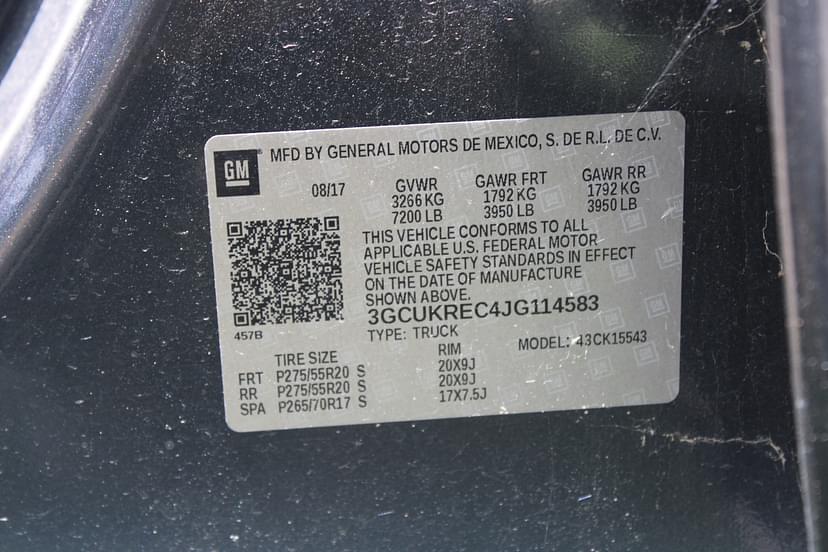 GM MFD BY GENERAL MOTORS DE MEXICO, S. DE R.L. DE C.V.
08/17 GVWR GAWR FRT GAWR RR
3266 KG 1792 KG 1792 KG
7200 LB 3950 LB 3950 LB
THIS VEHICLE CONFORMS TO ALL
APPLICABLE U.S. FEDERAL MOTOR
VEHICLE SAFETY STANDARDS IN EFFECT
ON THE DATE OF MANUFACTURE
SHOWN ABOVE.
3GCUKREC4JG114583
457B TYPE: TRUCK MODEL: 43CK15543
TIRE SIZE RIM
FRT P275/55R20 S 20X9J
RR P275/55R20 S 20X9J
SPA P265/70R17 S 17X7.5J